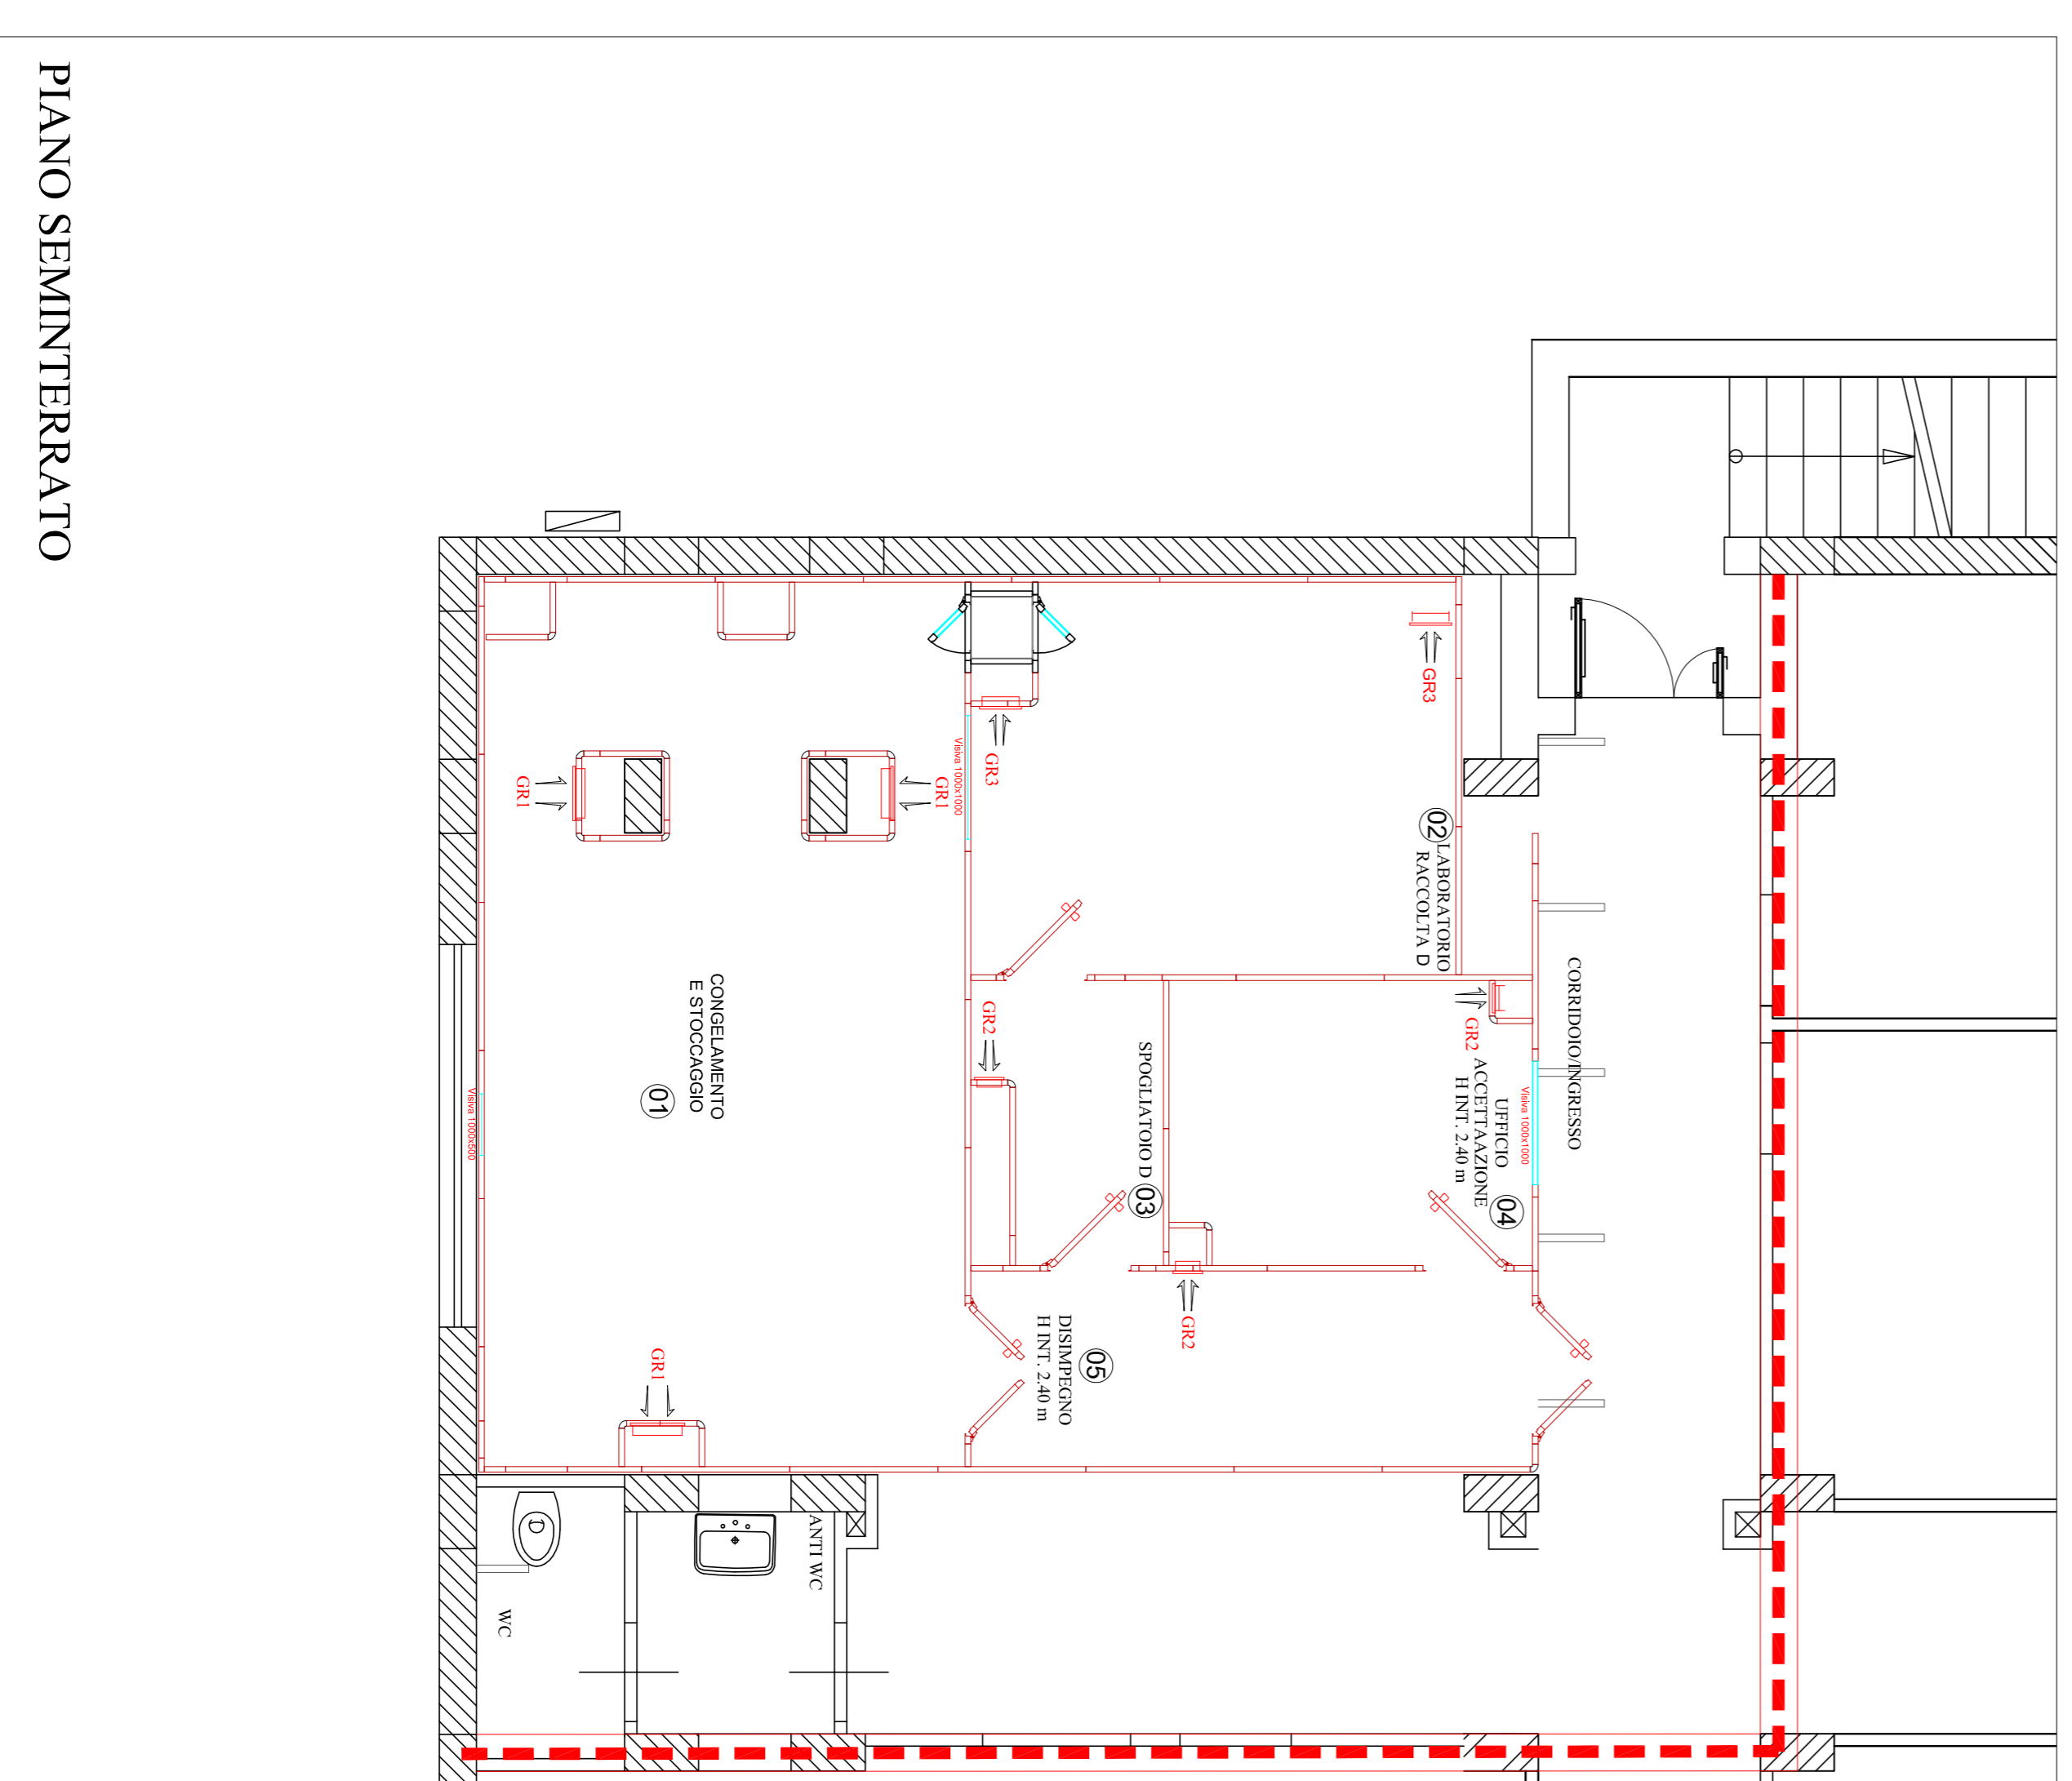 PIANO SEMINTERRATO
GR3
GR3
GR1
GR1
Visiva 1000x1000
02
LABORATORIO
RACCOLTA D
CORRIDOIO/INGRESSO
GR2
UFFICIO
ACCETTAAZIONE
H INT. 2.40 m
04
Visiva 1000x1000
GR2
SPOGLIATOIO D
03
CONGELAMENTO
E STOCCAGGIO
01
Visiva 1000x500
GR2
05
DISIMPEGNO
H INT. 2.40 m
GR1
ANTI WC
WC